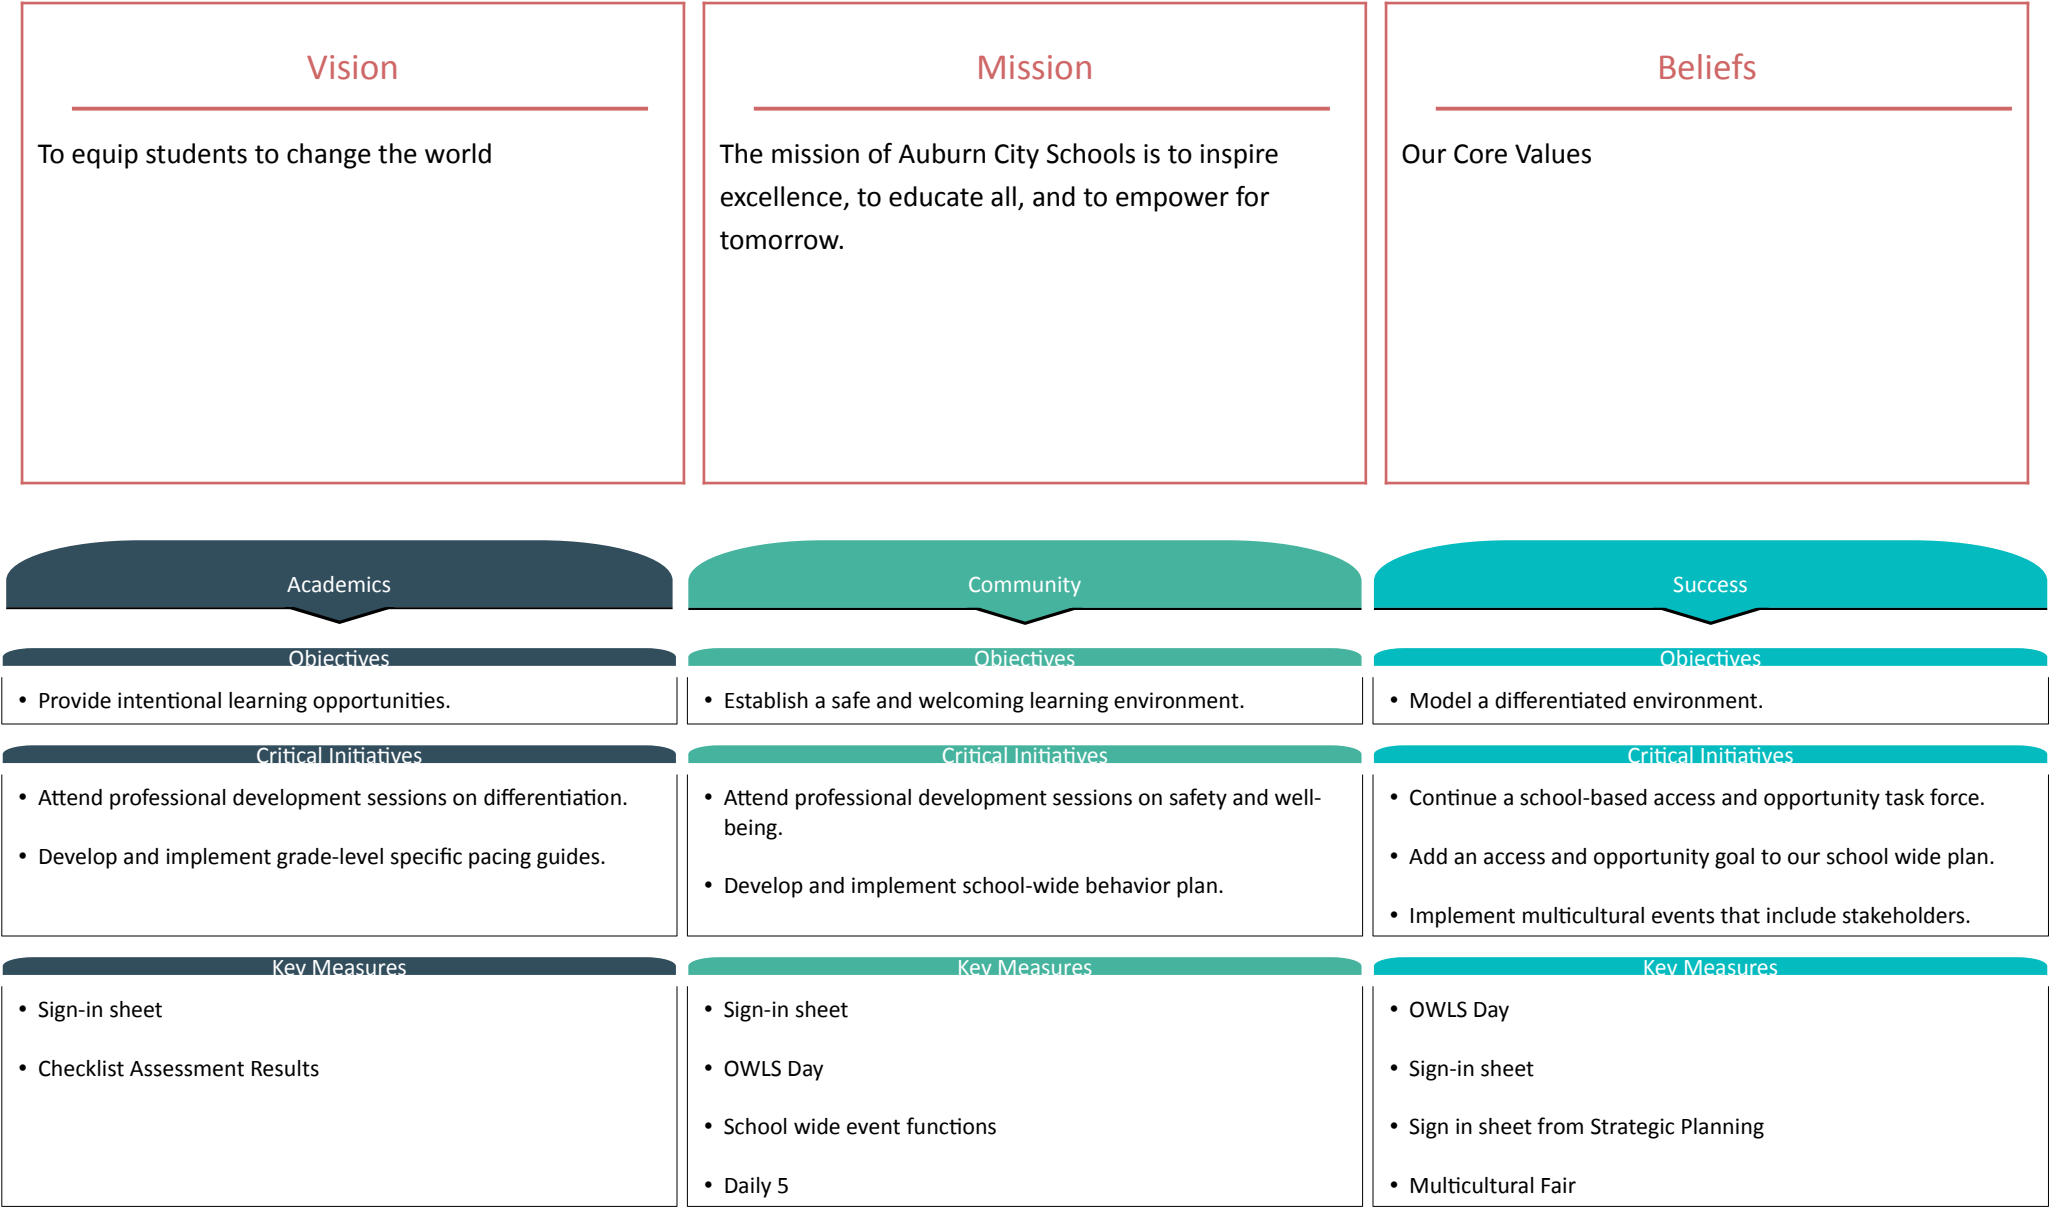 Vision
To equip students to change the world
Mission
The mission of Auburn City Schools is to inspire
excellence, to educate all, and to empower for
tomorrow.
Beliefs
Our Core Values
Academics
Objectives
• Provide intentional learning opportunities.
Critical Initiatives
• Attend professional development sessions on differentiation.
• Develop and implement grade-level specific pacing guides.
Key Measures
• Sign-in sheet
• Checklist Assessment Results
Community
Objectives
• Establish a safe and welcoming learning environment.
Critical Initiatives
• Attend professional development sessions on safety and well-
being.
• Develop and implement school-wide behavior plan.
Key Measures
• Sign-in sheet
• OWLS Day
• School wide event functions
• Daily 5
Success
Objectives
• Model a differentiated environment.
Critical Initiatives
• Continue a school-based access and opportunity task force.
• Add an access and opportunity goal to our school wide plan.
• Implement multicultural events that include stakeholders.
Key Measures
• OWLS Day
• Sign-in sheet
• Sign in sheet from Strategic Planning
• Multicultural Fair